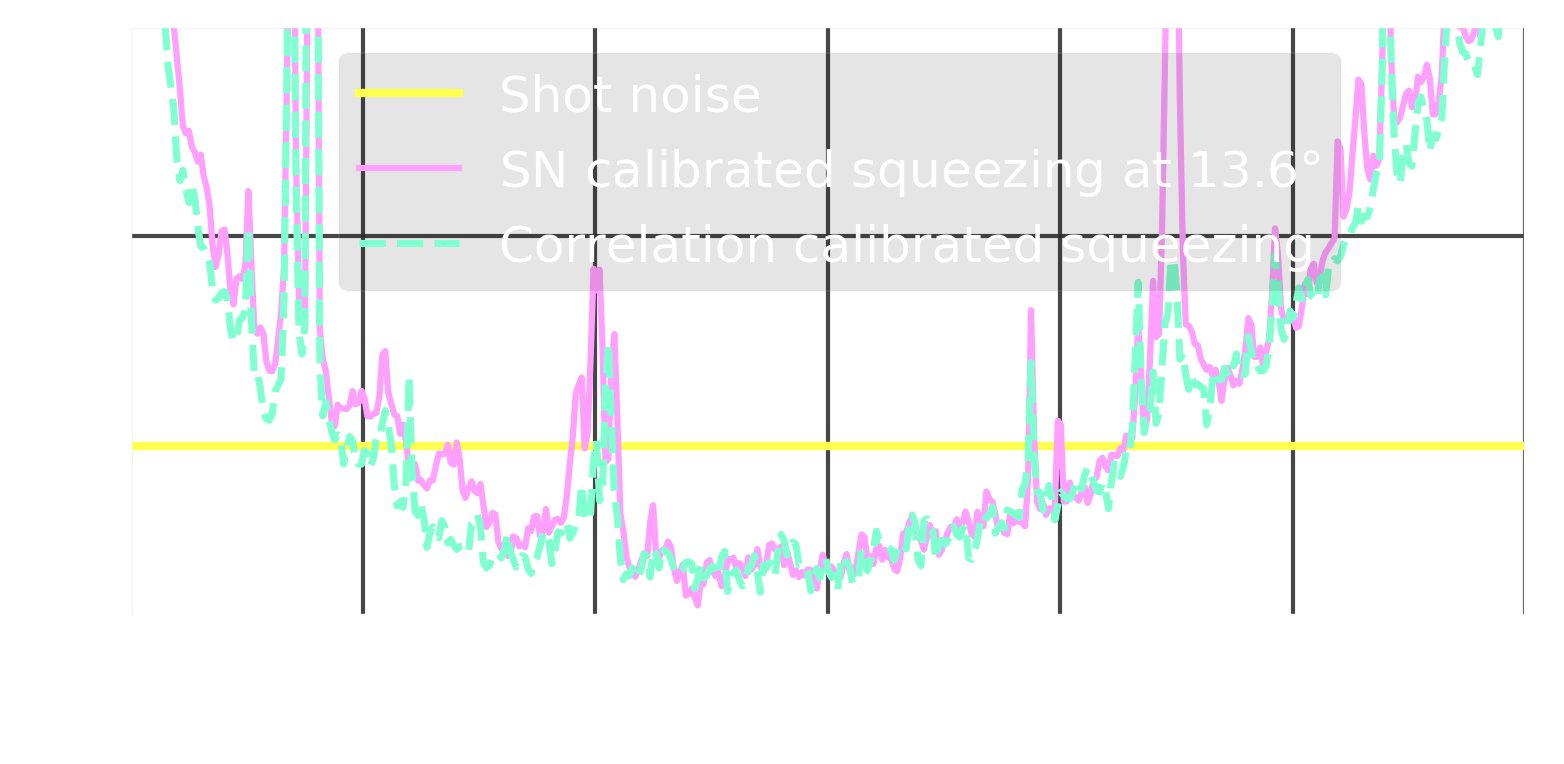 Shot noise
SN calibrated squeezing at 13.6°
Correlation calibrated squeezing